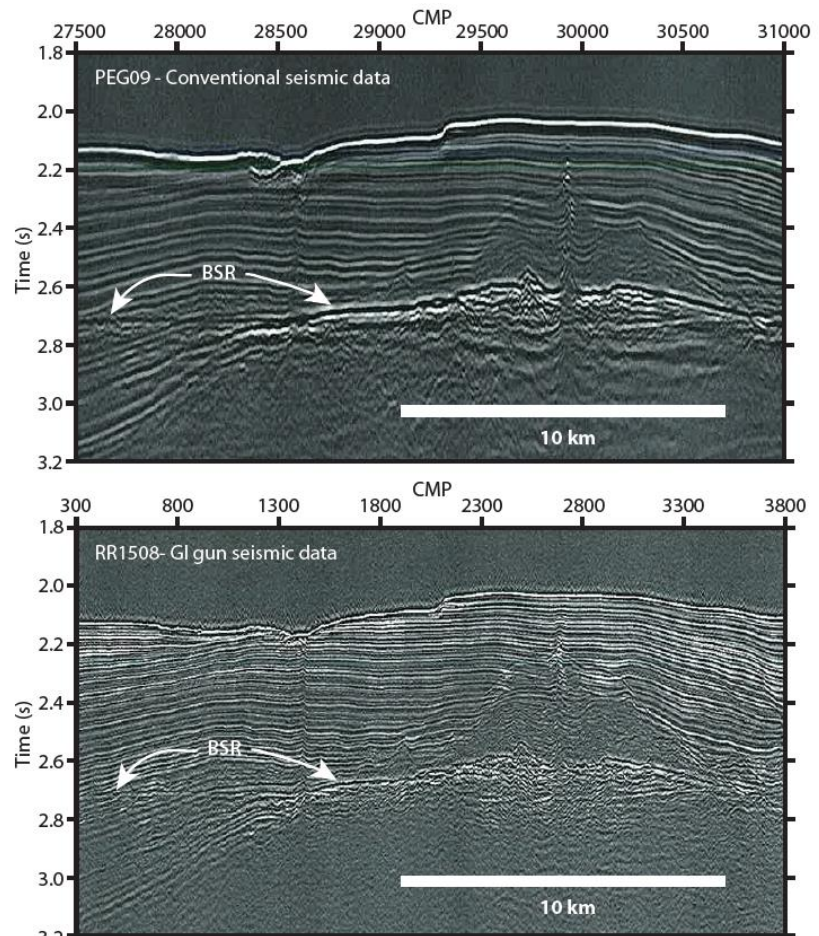 CMP
27500 28000 28500 29000 29500 30000 30500 31000
1.8
PEG09 - Conventional seismic data
2.0
2.2
2.4
Time (s)
BSR
2.6
2.8
3.0
10 km
3.2
CMP
300 800 1300 1800 2300 2800 3300 3800
1.8
RR1508- GI gun seismic data
2.0
2.2
2.4
Time (s)
BSR
2.6
2.8
3.0
10 km
3.2